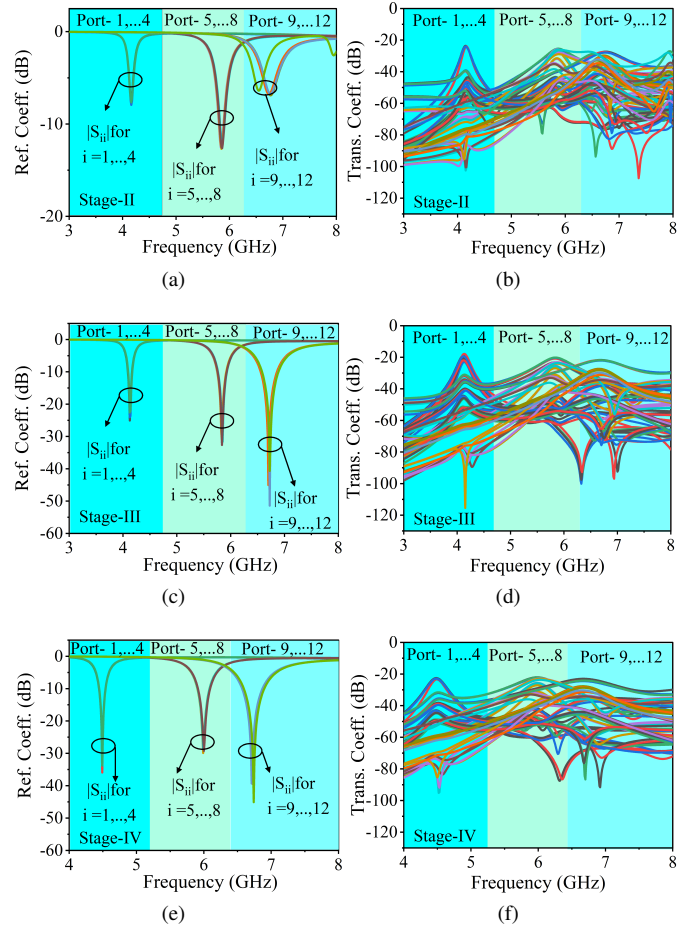 Port- 1,...4 Port- 5,...8 Port- 9,...12
0
-5
-10
-15
-20
Ref. Coeff. (dB)
|Sᵢᵢ|for
i =1,..,4
|Sᵢᵢ|for
i =5,..,8
|Sᵢᵢ|for
i =9,..,12
Stage-II
3 4 5 6 7 8
Frequency (GHz)
(a)
Port- 1,...4 Port- 5,...8 Port- 9,...12
0
-20
-40
-60
-80
-100
-120
Trans. Coeff. (dB)
Stage-II
3 4 5 6 7 8
Frequency (GHz)
(b)
Port- 1,...4 Port- 5,...8 Port- 9,...12
0
-10
-20
-30
-40
-50
-60
Ref. Coeff. (dB)
|Sᵢᵢ|for
i =1,..,4
|Sᵢᵢ|for
i =5,..,8
|Sᵢᵢ|for
i =9,..,12
Stage-III
3 4 5 6 7 8
Frequency (GHz)
(c)
Port- 1,...4 Port- 5,...8 Port- 9,...12
0
-20
-40
-60
-80
-100
-120
Trans. Coeff. (dB)
Stage-III
3 4 5 6 7 8
Frequency (GHz)
(d)
Port- 1,...4 Port- 5,...8 Port- 9,...12
0
-10
-20
-30
-40
-50
-60
Ref. Coeff. (dB)
|Sᵢᵢ|for
i =1,..,4
|Sᵢᵢ|for
i =5,..,8
|Sᵢᵢ|for
i =9,..,12
Stage-IV
4 5 6 7 8
Frequency (GHz)
(e)
Port- 1,...4 Port- 5,...8 Port- 9,...12
0
-20
-40
-60
-80
-100
-120
Trans. Coeff. (dB)
Stage-IV
4 5 6 7 8
Frequency (GHz)
(f)